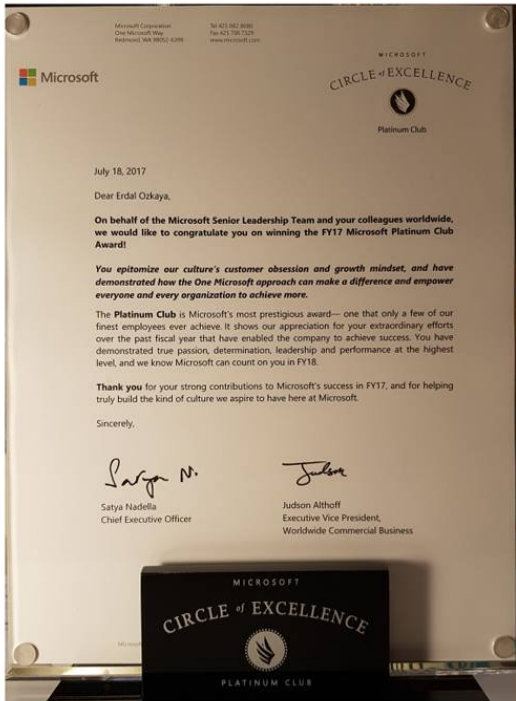 Microsoft Corporation
One Microsoft Way
Redmond, WA 98052-6399
Tel 425 882 8080
Fax 425 706 7329
www.microsoft.com
Microsoft
MICROSOFT
CIRCLE of EXCELLENCE
Platinum Club
July 18, 2017
Dear Erdal Ozkaya,
On behalf of the Microsoft Senior Leadership Team and your colleagues worldwide,
we would like to congratulate you on winning the FY17 Microsoft Platinum Club
Award!
You epitomize our culture's customer obsession and growth mindset, and have
demonstrated how the One Microsoft approach can make a difference and empower
everyone and every organization to achieve more.
The Platinum Club is Microsoft's most prestigious award— one that only a few of our
finest employees ever achieve. It shows our appreciation for your extraordinary efforts
over the past fiscal year that have enabled the company to achieve success. You have
demonstrated true passion, determination, leadership and performance at the highest
level, and we know Microsoft can count on you in FY18.
Thank you for your strong contributions to Microsoft's success in FY17, and for helping
truly build the kind of culture we aspire to have here at Microsoft.
Sincerely,
Satya N.
Judson
Satya Nadella
Chief Executive Officer
Judson Althoff
Executive Vice President,
Worldwide Commercial Business
MICROSOFT
CIRCLE of EXCELLENCE
PLATINUM CLUB